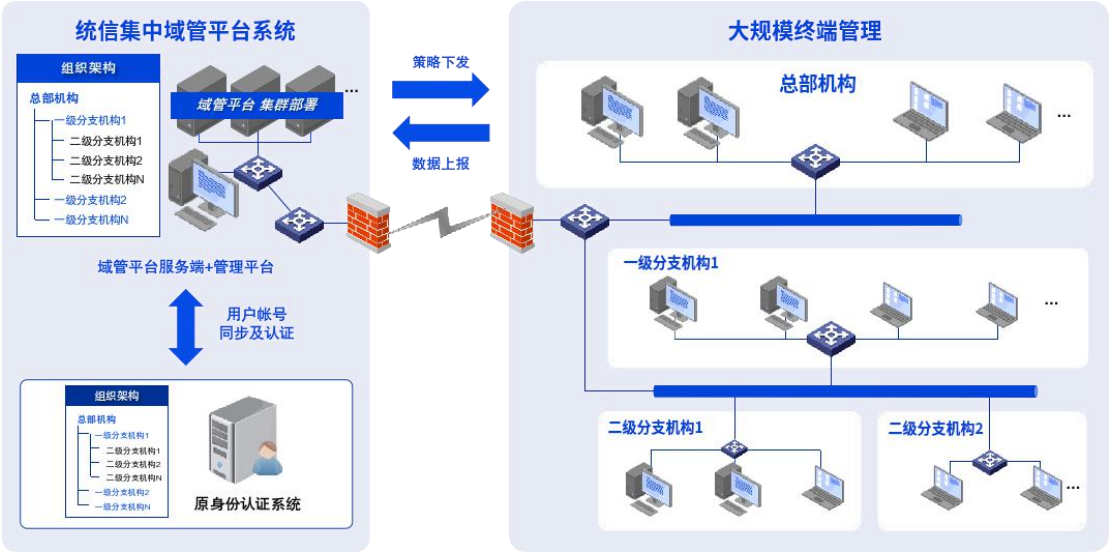 统信集中域管平台系统
组织架构
总部机构
一级分支机构1
二级分支机构1
二级分支机构2
二级分支机构N
一级分支机构2
一级分支机构N
域管平台 集群部署
...
域管平台服务端+管理平台
用户帐号
同步及认证
组织架构
总部机构
一级分支机构1
二级分支机构1
二级分支机构2
二级分支机构N
一级分支机构2
一级分支机构N
原身份认证系统
策略下发
数据上报
大规模终端管理
总部机构
...
一级分支机构1
...
二级分支机构1
二级分支机构2
...